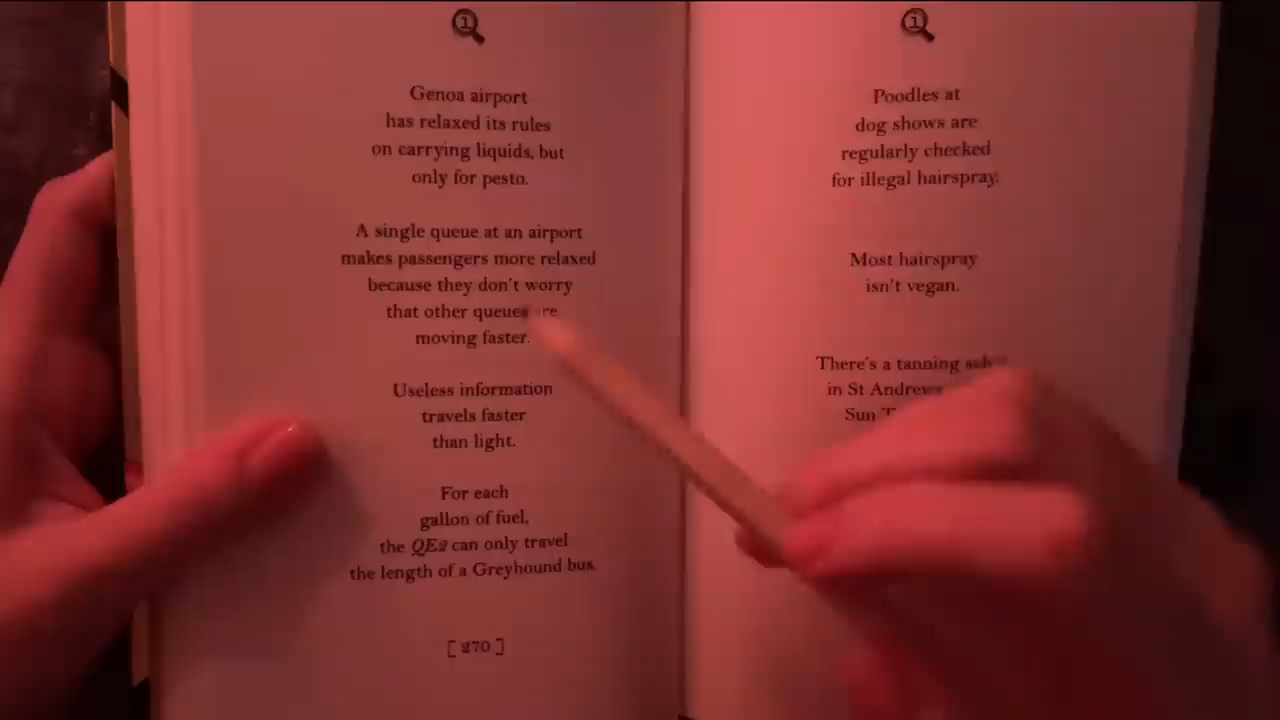 Genoa airport
has relaxed its rules
on carrying liquids, but
only for pesto.
A single queue at an airport
makes passengers more relaxed
because they don't worry
that other queues
moving faster.
Useless information
travels faster
than light.
For each
gallon of fuel,
the QE2 can only travel
the length of a Greyhound bus.
[ 270 ]
Poodles at
dog shows are
regularly checked
for illegal hairspray.
Most hairspray
isn't vegan.
There's a tanning
in St Andrews
Sun